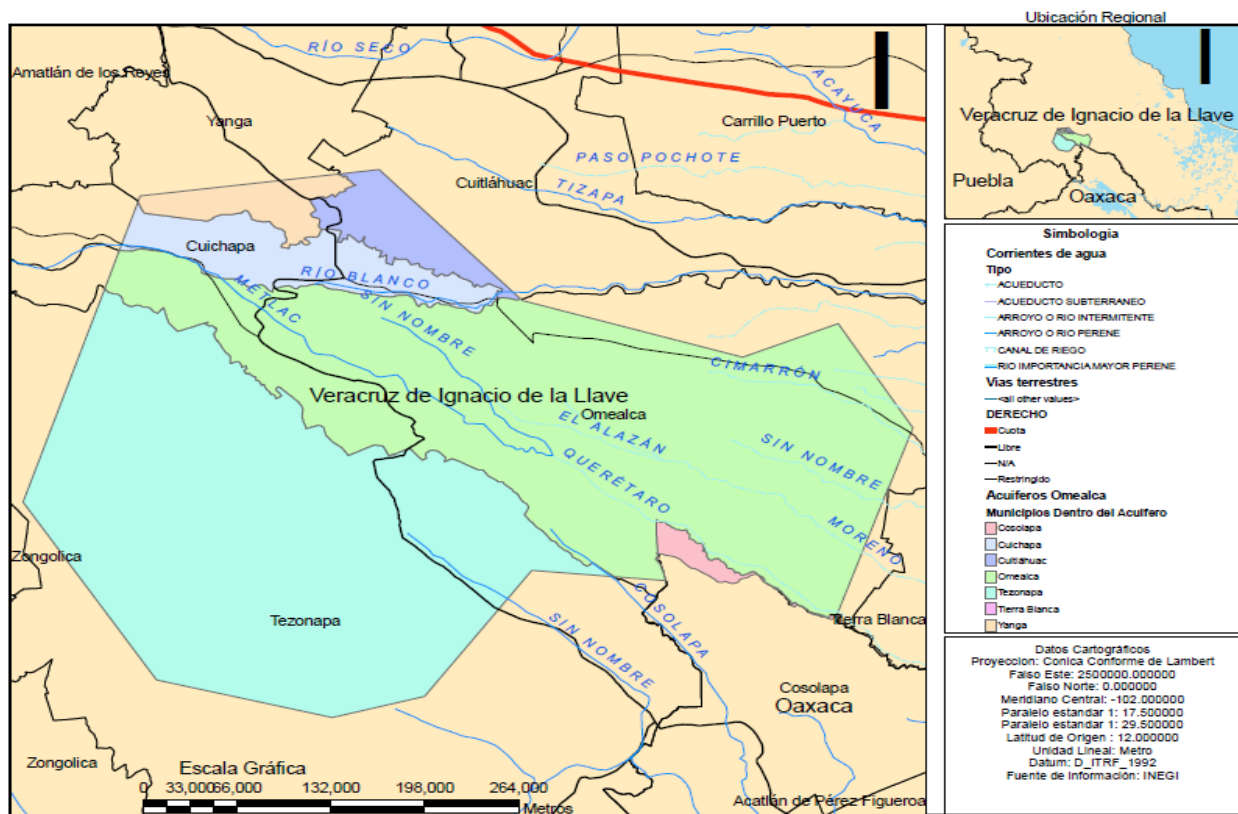 Ubicación Regional
RÍO SECO
Amatlán de los Reyes
ACAYUCA
Yanga
Carrillo Puerto
PASO POCHOTE
Cuitláhuac
TIZAPA
Cuichapa
RÍO BLANCO
METLAC
SIN NOMBRE
CIMARRÓN
Veracruz de Ignacio de la Llave
Omealca
EL ALAZÁN
SIN NOMBRE
QUERÉTARO
MORENO
Zongolica
COSOLAPA
Tezonapa
SIN NOMBRE
Tierra Blanca
Cosolapa
Oaxaca
Zongolica
Escala Gráfica
0 33,000 66,000 132,000 198,000 264,000
Metros
Acatlán de Pérez Figueroa
Veracruz de Ignacio de la Llave
Puebla
Oaxaca
Simbologia
Corrientes de agua
Tipo
ACUEDUCTO
ACUEDUCTO SUBTERRANEO
ARROYO O RIO INTERMITENTE
ARROYO O RIO PERENE
CANAL DE RIEGO
RIO IMPORTANCIA MAYOR PERENE
Vias terrestres
<all other values>
DERECHO
Cuota
Libre
N/A
Restringido
Acuiferos Omealca
Municipios Dentro del Acuifero
Cosolapa
Cuichapa
Cuitláhuac
Omealca
Tezonapa
Tierra Blanca
Yanga
Datos Cartográficos
Proyeccion: Conica Conforme de Lambert
Falso Este: 2500000.000000
Falso Norte: 0.000000
Meridiano Central: -102.000000
Paralelo estandar 1: 17.500000
Paralelo estandar 1: 29.500000
Latitud de Origen : 12.000000
Unidad Lineal: Metro
Datum: D_ITRF_1992
Fuente de Información: INEGI